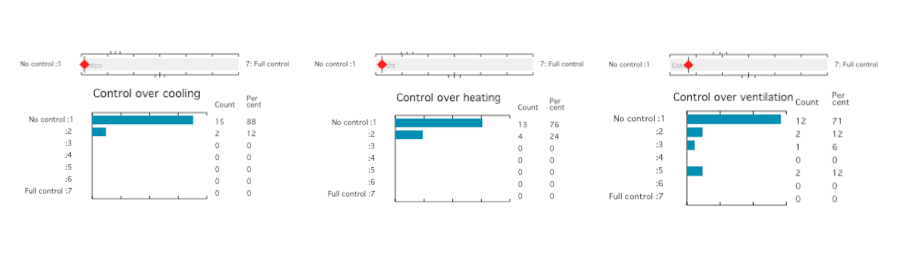 No control :1 7: Full control
Control over cooling
Count Per cent
No control :1 15 88
:2 2 12
:3 0 0
:4 0 0
:5 0 0
:6 0 0
Full control :7 0 0
No control :1 7: Full control
Control over heating
Count Per cent
No control :1 13 76
:2 4 24
:3 0 0
:4 0 0
:5 0 0
:6 0 0
Full control :7 0 0
No control :1 7: Full control
Control over ventilation
Count Per cent
No control :1 12 71
:2 2 12
:3 1 6
:4 0 0
:5 2 12
:6 0 0
Full control :7 0 0